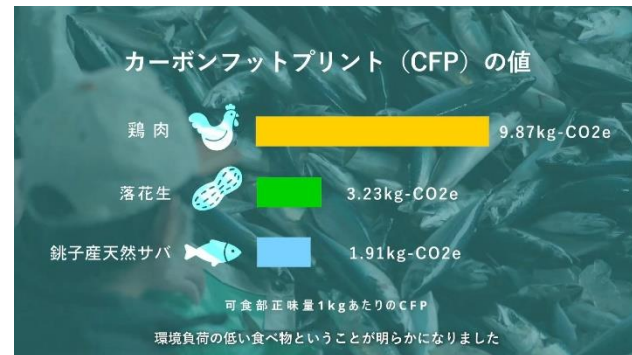 カーボンフットプリント（CFP）の値
鶏肉 9.87kg-CO2e
落花生 3.23kg-CO2e
銚子産天然サバ 1.91kg-CO2e
可食部正味量1kgあたりのCFP
環境負荷の低い食べ物ということが明らかになりました